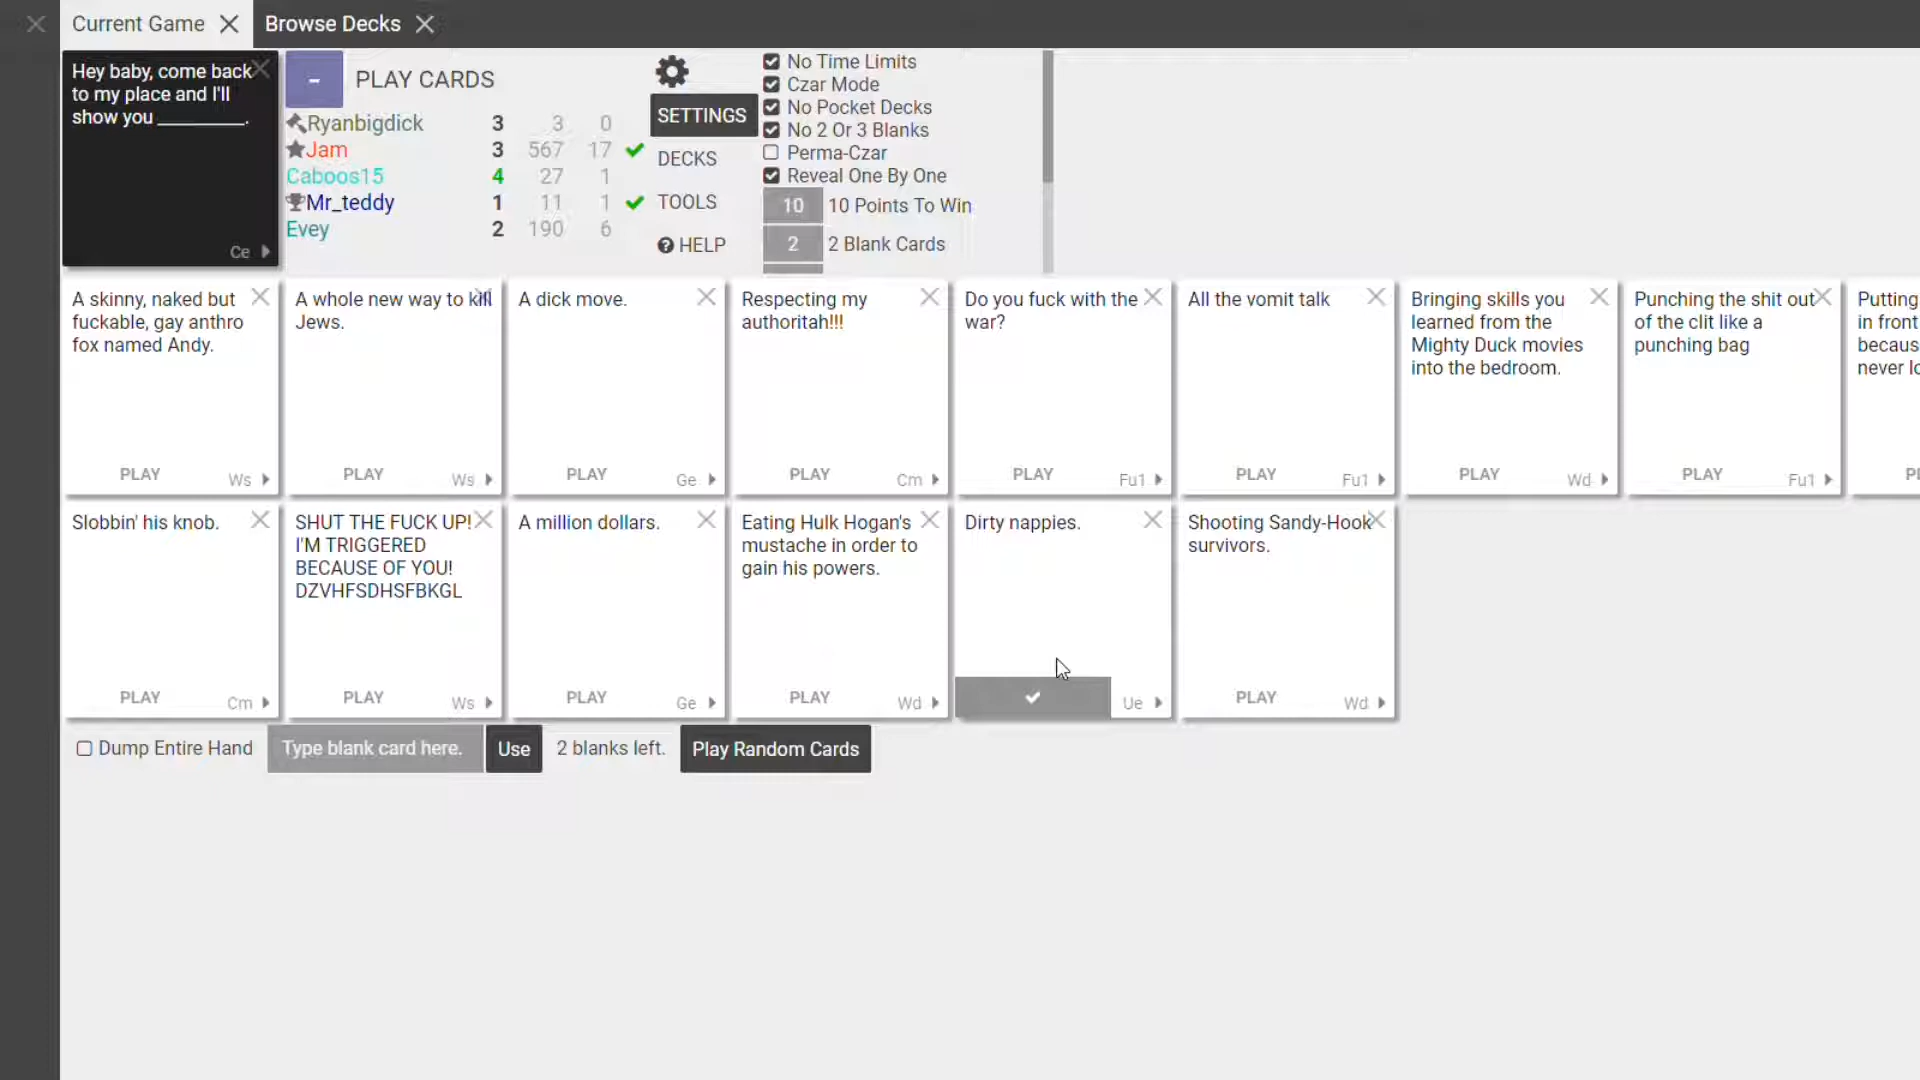 Current Game
Browse Decks
Hey baby, come back
to my place and I'll
show you _________.
Ce
-
PLAY CARDS
Ryanbigdick 3 3 0
Jam 3 567 17
Caboos15 4 27 1
Mr_teddy 1 11 1
Evey 2 190 6
SETTINGS
DECKS
TOOLS
HELP
No Time Limits
Czar Mode
No Pocket Decks
No 2 Or 3 Blanks
Perma-Czar
Reveal One By One
10 10 Points To Win
2 2 Blank Cards
A skinny, naked but
fuckable, gay anthro
fox named Andy.
PLAY Ws
A whole new way to kill
Jews.
PLAY Ws
A dick move.
PLAY Ge
Respecting my
authoritah!!!
PLAY Cm
Do you fuck with the
war?
PLAY Fu1
All the vomit talk
PLAY Fu1
Bringing skills you
learned from the
Mighty Duck movies
into the bedroom.
PLAY Wd
Punching the shit out
of the clit like a
punching bag
PLAY Fu1
Putting
in front
becaus
never lo
Slobbin' his knob.
PLAY Cm
SHUT THE FUCK UP!
I'M TRIGGERED
BECAUSE OF YOU!
DZVHFSDHSFBKGL
PLAY Ws
A million dollars.
PLAY Ge
Eating Hulk Hogan's
mustache in order to
gain his powers.
PLAY Wd
Dirty nappies.
Ue
Shooting Sandy-Hook
survivors.
PLAY Wd
Dump Entire Hand
Type blank card here.
Use
2 blanks left.
Play Random Cards